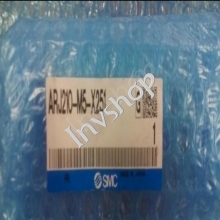 ARJ210-M5-X251
Invshop
1
SMC